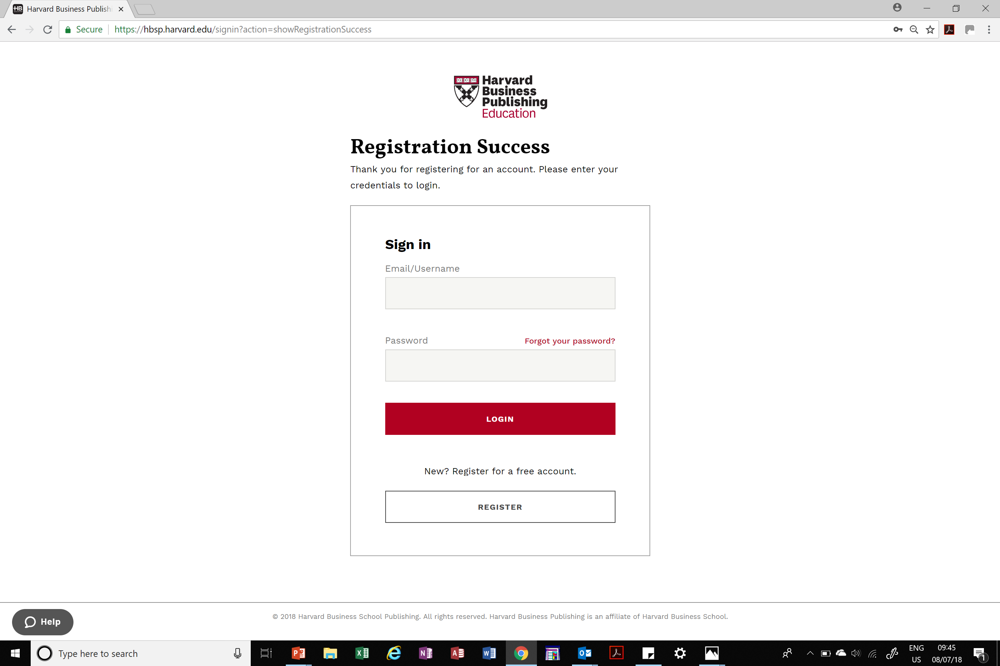 Harvard Business Publishi
Secure
https://hbsp.harvard.edu/signin?action=showRegistrationSuccess
Harvard
Business
Publishing
Education
Registration Success
Thank you for registering for an account. Please enter your
credentials to login.
Sign in
Email/Username
Password
Forgot your password?
LOGIN
New? Register for a free account.
REGISTER
Help
© 2018 Harvard Business School Publishing. All rights reserved. Harvard Business Publishing is an affiliate of Harvard Business School.
Type here to search
ENG
US
09:45
08/07/18
1